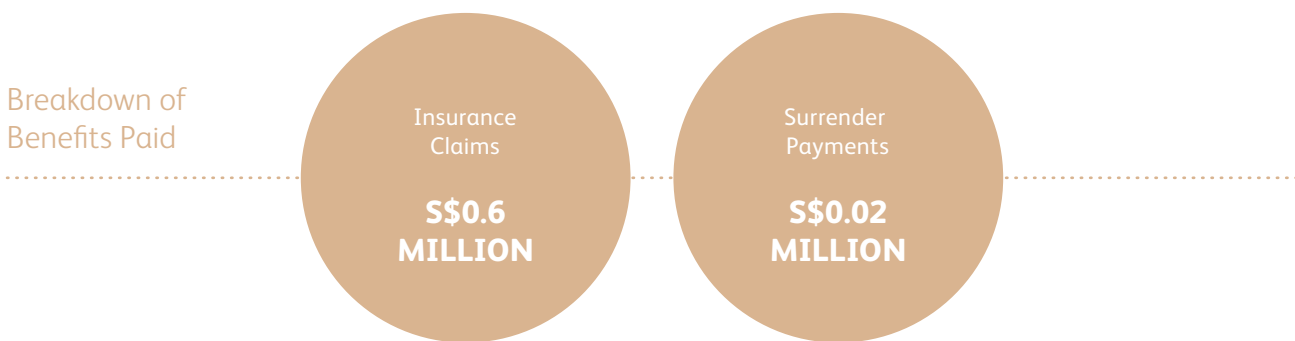 Breakdown of
Benefits Paid
Insurance
Claims
S$0.6
MILLION
Surrender
Payments
S$0.02
MILLION